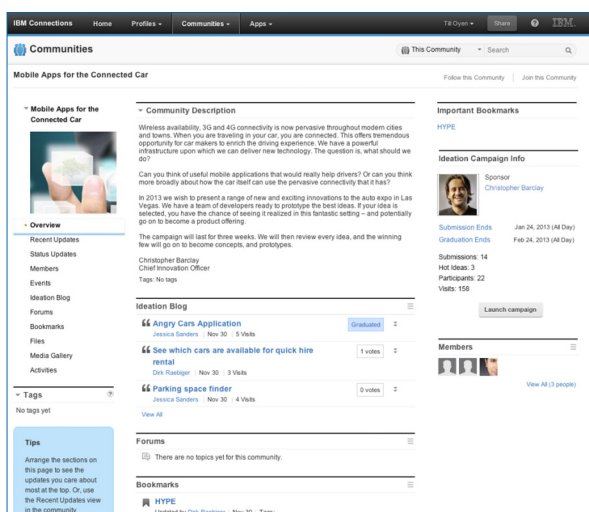 IBM Connections Home Profiles Communities Apps Till Oyen Share ? IBM.
Communities This Community Search
Mobile Apps for the Connected Car Follow this Community Join this Community
Mobile Apps for the
Connected Car
Overview
Recent Updates
Status Updates
Members
Events
Ideation Blog
Forums
Bookmarks
Files
Media Gallery
Activities
Tags ?
No tags yet
Tips
Arrange the sections on
this page to see the
updates you care about
most at the top. Or, use
the Recent Updates view
in the community
Community Description
Wireless availability, 3G and 4G connectivity is now pervasive throughout modern cities
and towns. When you are traveling in your car, you are connected. This offers tremendous
opportunity for car makers to enrich the driving experience. We have a powerful
infrastructure upon which we can deliver new technology. The question is, what should we
do?
Can you think of useful mobile applications that would really help drivers? Or can you think
more broadly about how the car itself can use the pervasive connectivity that it has?
In 2013 we wish to present a range of new and exciting innovations to the auto expo in Las
Vegas. We have a team of developers ready to prototype the best ideas. If your idea is
selected, you have the chance of seeing it realized in this fantastic setting – and potentially
go on to become a product offering.
The campaign will last for three weeks. We will then review every idea, and the winning
few will go on to become concepts, and prototypes.
Christopher Barclay
Chief Innovation Officer
Tags: No tags
Ideation Blog
Angry Cars Application Graduated
Jessica Sanders | Nov 30 | 5 Visits
See which cars are available for quick hire
rental 1 votes
Dirk Raebiger | Nov 30 | 3 Visits
Parking space finder 0 votes
Jessica Sanders | Nov 30 | 4 Visits
View All
Forums
There are no topics yet for this community.
Bookmarks
HYPE
Updated by Dirk Raebiger | Nov 30 | Tags:
Important Bookmarks
HYPE
Ideation Campaign Info
Sponsor
Christopher Barclay
Submission Ends Jan 24, 2013 (All Day)
Graduation Ends Feb 24, 2013 (All Day)
Submissions: 14
Hot Ideas: 3
Participants: 22
Visits: 158
Launch campaign
Members
View All (3 people)